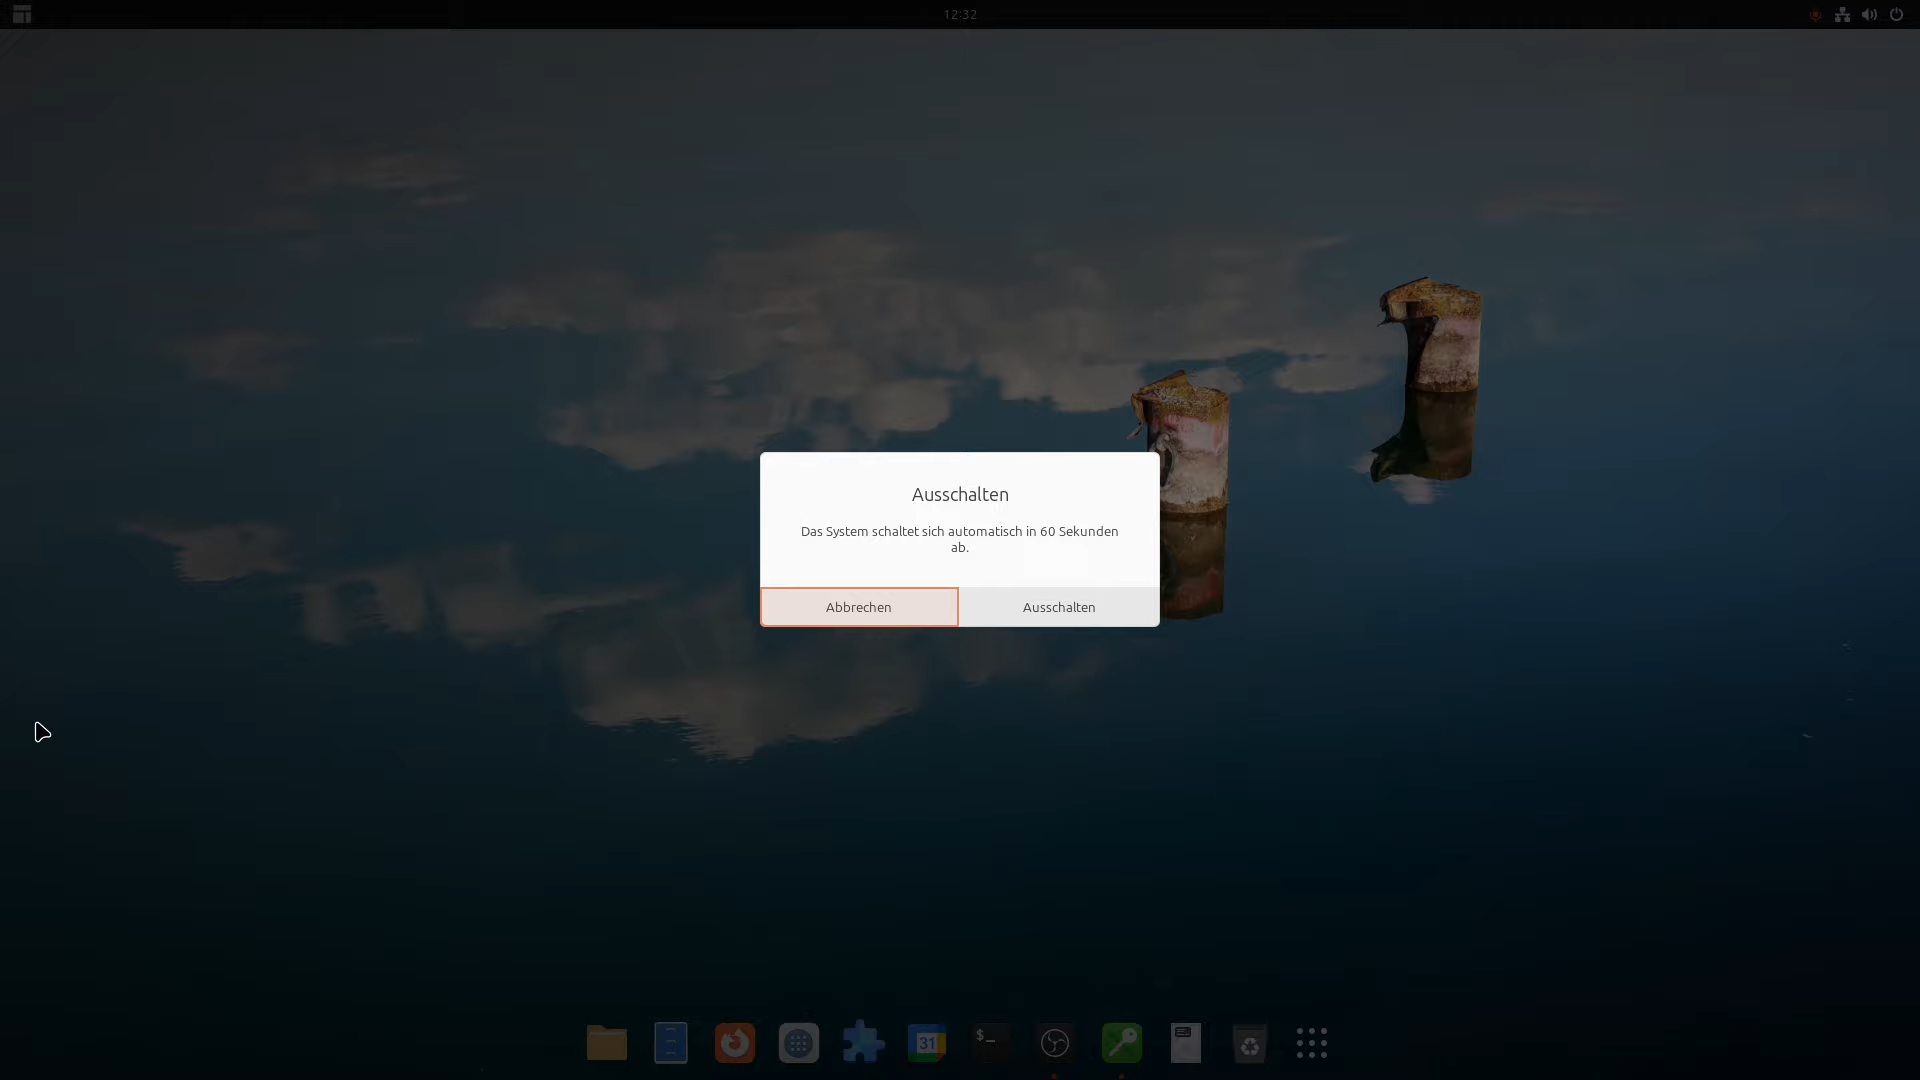 12:32
Ausschalten
Das System schaltet sich automatisch in 60 Sekunden
ab.
Abbrechen
Ausschalten
31
$_